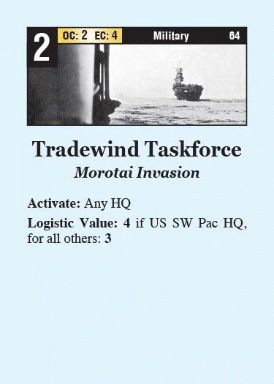 2 OC: 2 EC: 4 Military 64
Tradewind Taskforce
Morotai Invasion
Activate: Any HQ
Logistic Value: 4 if US SW Pac HQ,
for all others: 3